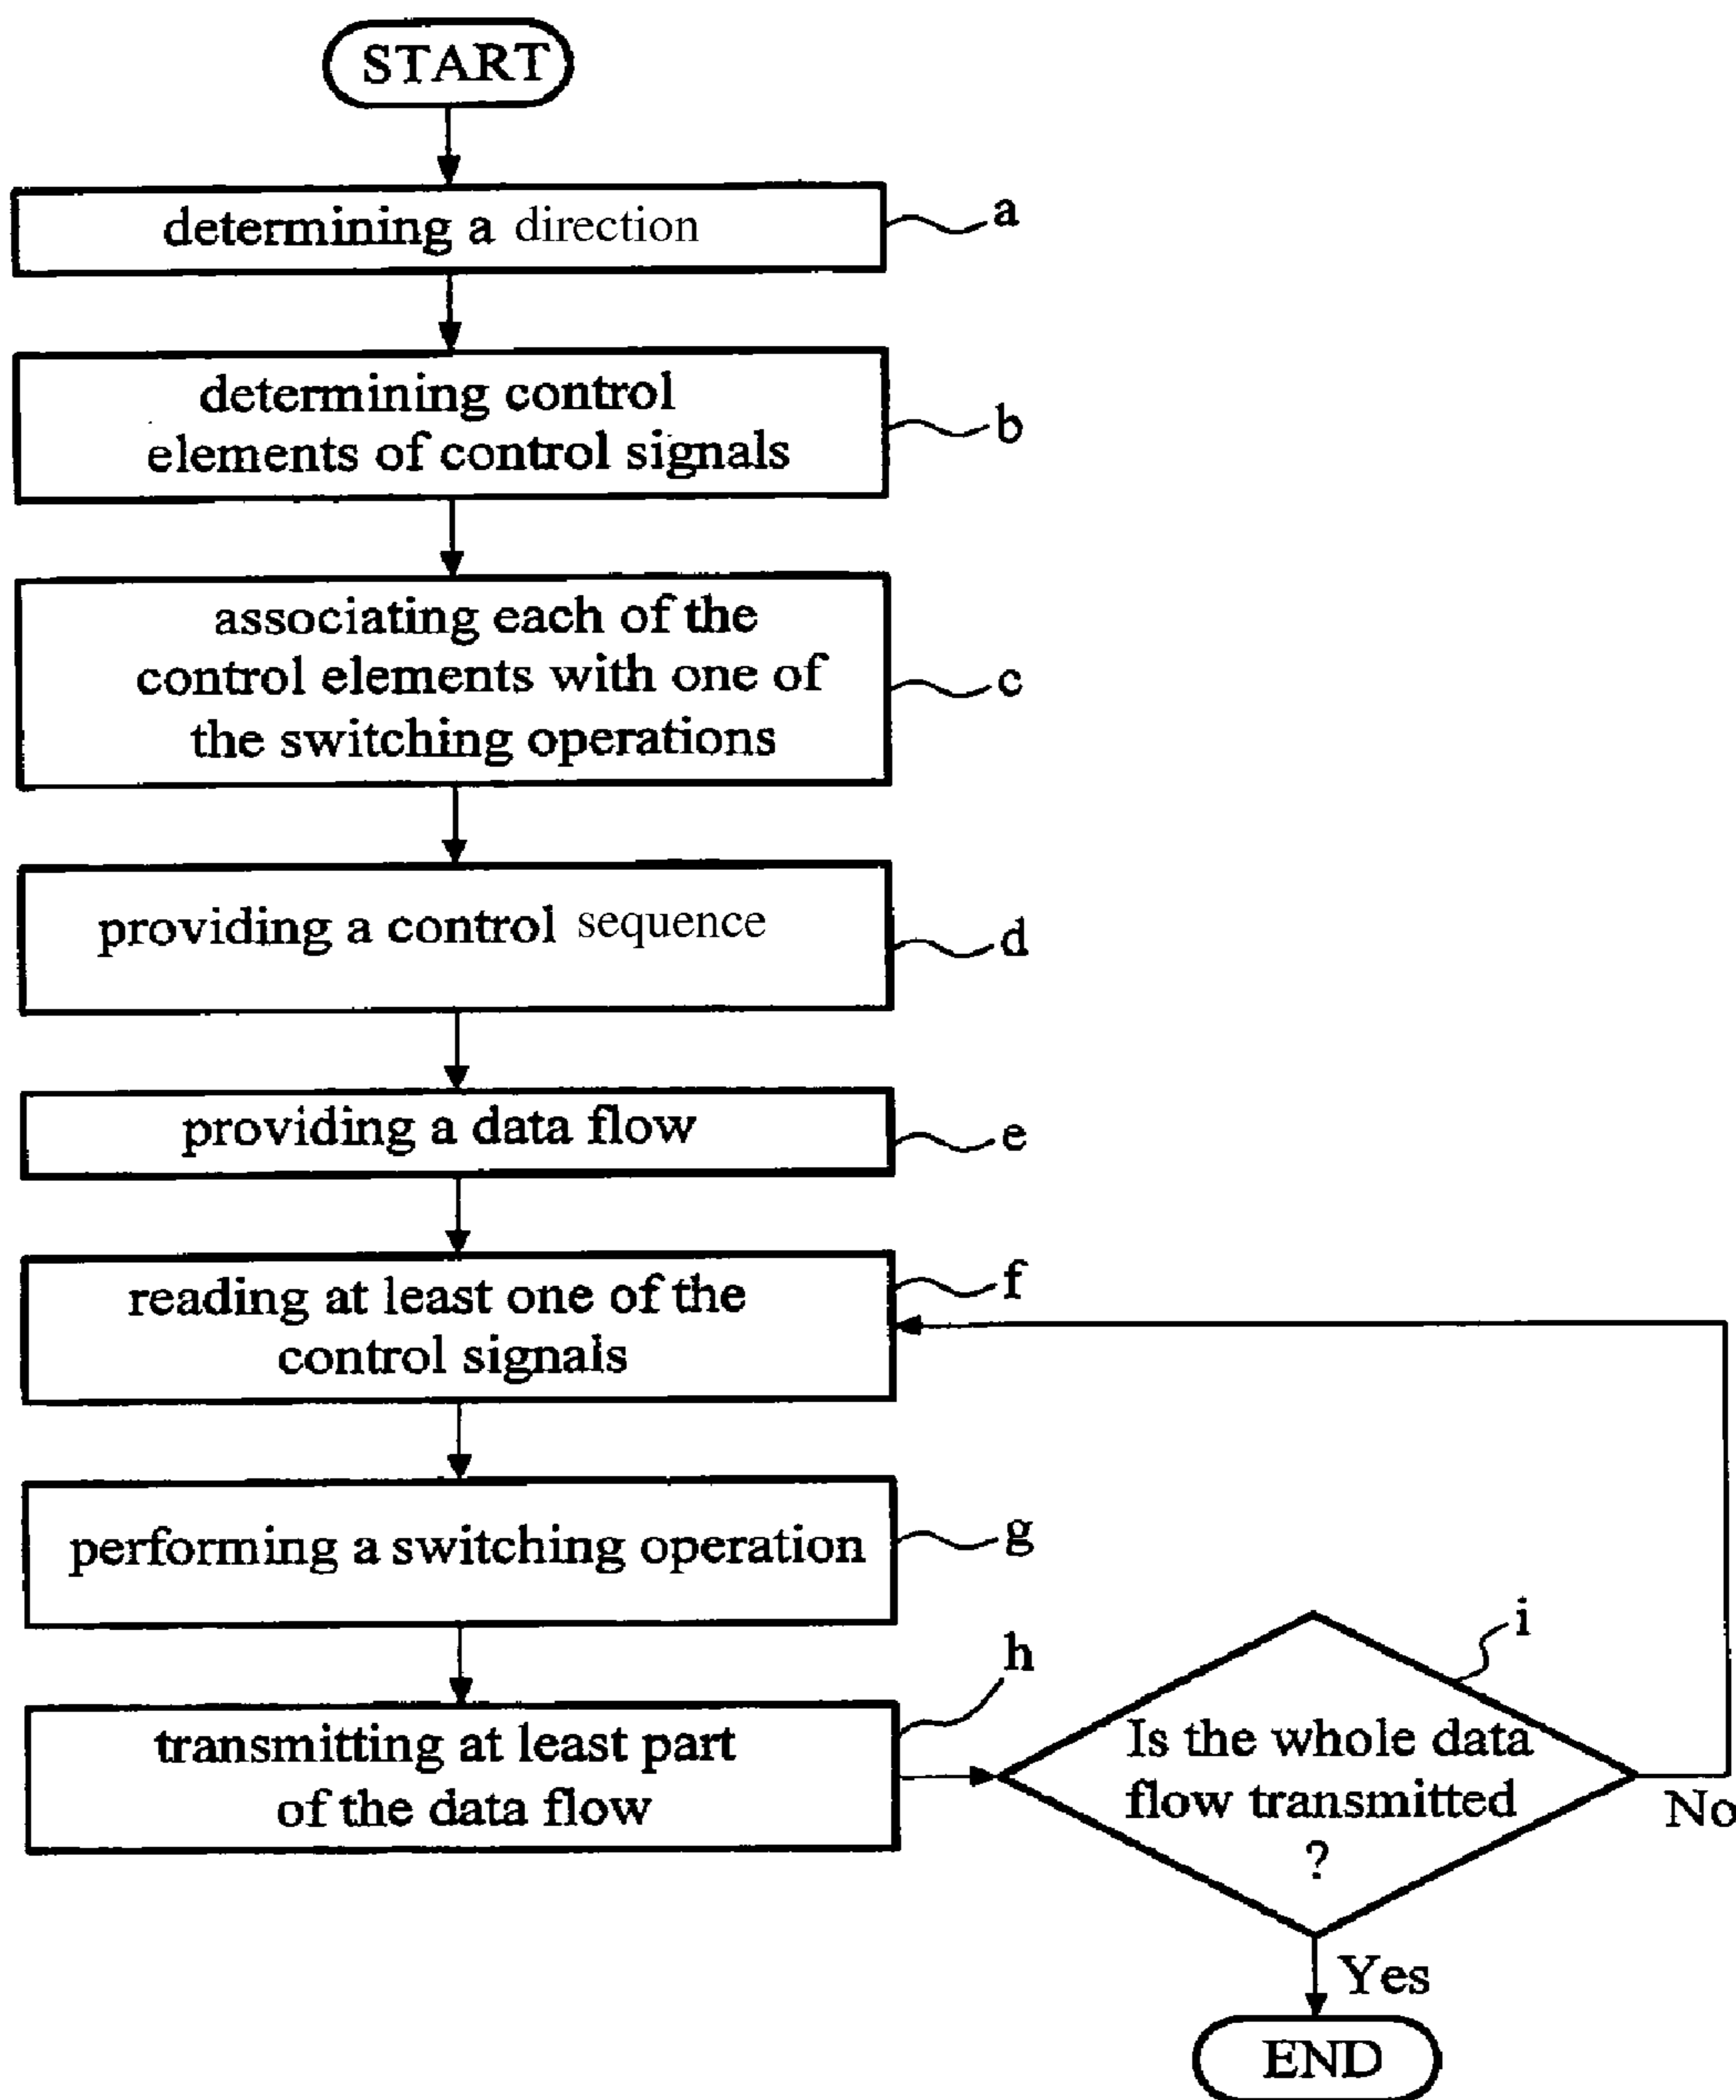 START
determining a direction
a
determining control
elements of control signals
b
associating each of the
control elements with one of
the switching operations
c
providing a control sequence
d
providing a data flow
e
reading at least one of the
control signals
f
performing a switching operation
g
transmitting at least part
of the data flow
h
Is the whole data
flow transmitted
?
i
No
Yes
END